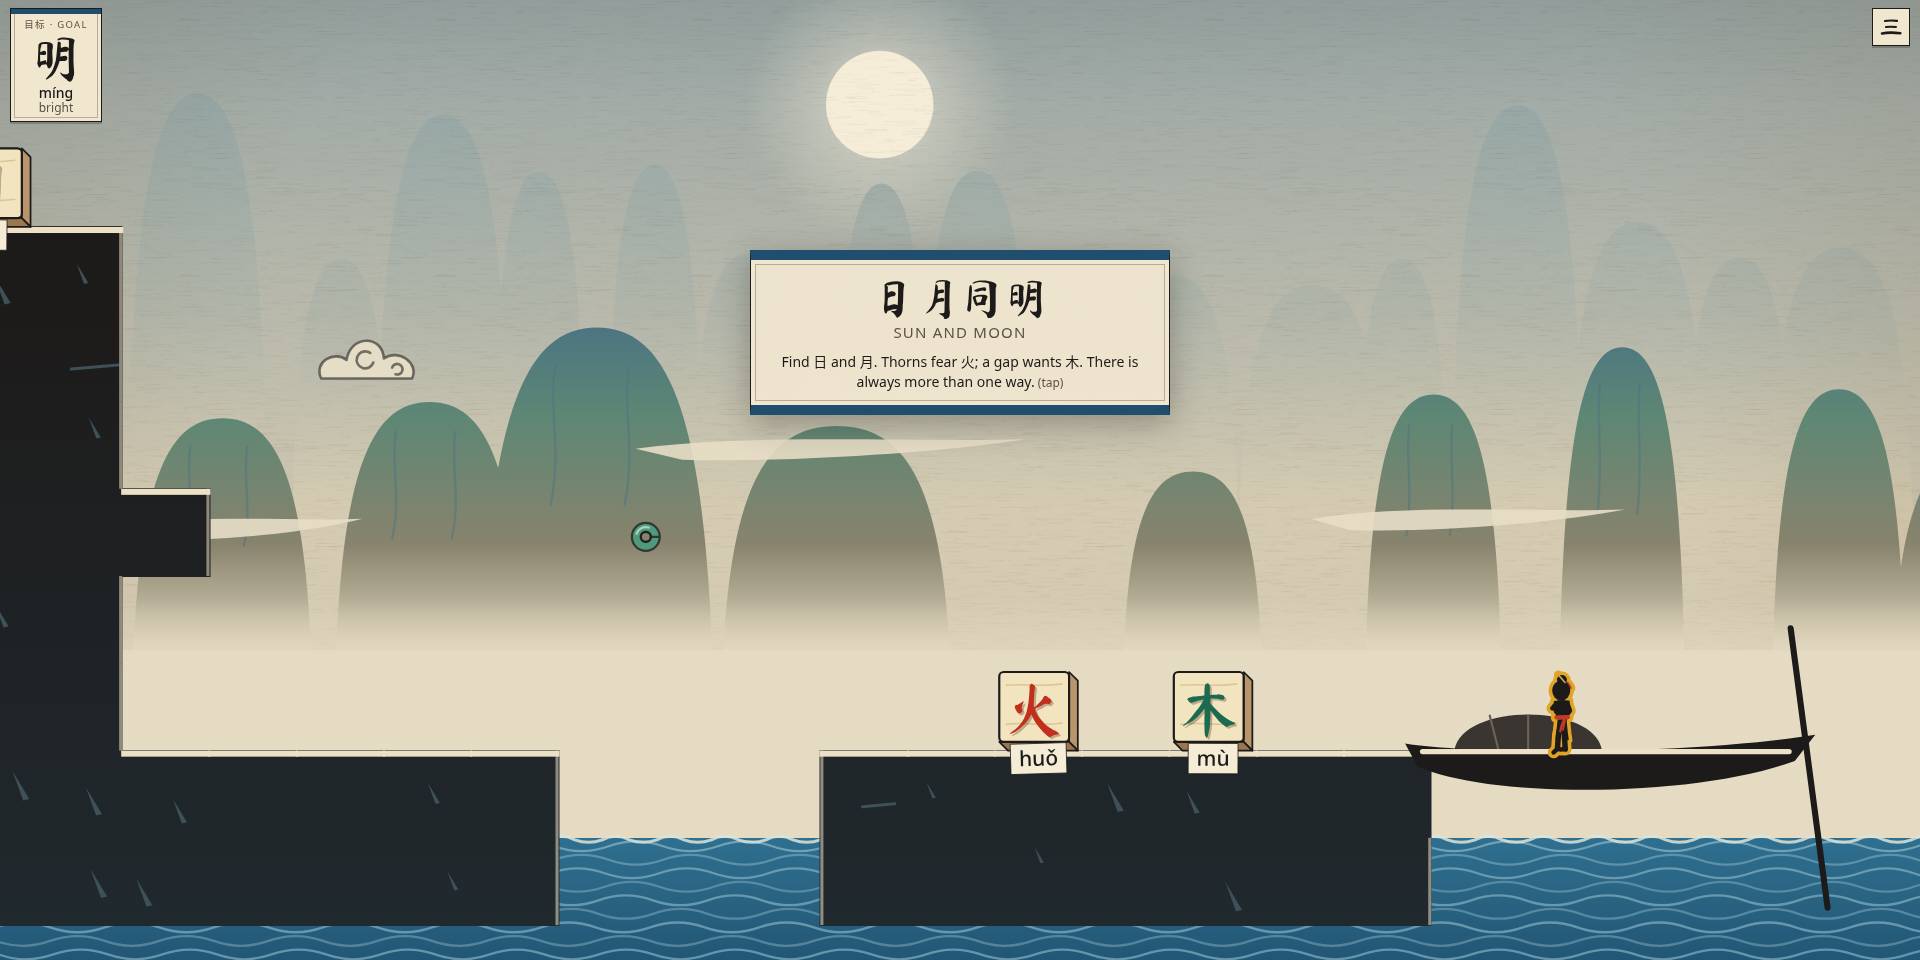 目标 · GOAL
明
míng
bright
三
日月同明
SUN AND MOON
Find 日 and 月. Thorns fear 火; a gap wants 木. There is
always more than one way. (tap)
火
huǒ
木
mù